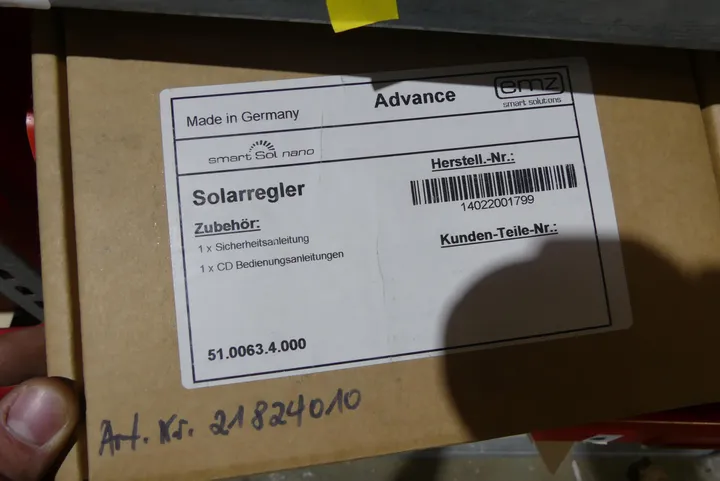 Made in Germany
Advance
emz
smart solutions
smart Sol nano
Solarregler
Herstell.-Nr.:
14022001799
Zubehör:
1 x Sicherheitsanleitung
1 x CD Bedienungsanleitungen
Kunden-Teile-Nr.:
51.0063.4.000
Art. Nr. 21824010